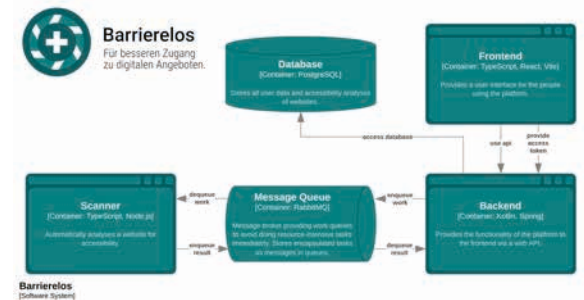 Barrierelos
Für besseren Zugang
zu digitalen Angeboten.
Database
[Container: PostgreSQL]
Stores all user data and accessibility analyses
of websites.
Frontend
[Container: TypeScript, React, Vite]
Provides a user interface for the people
using the platform.
access database
use api
provide
access
token
Scanner
[Container: TypeScript, Node.js]
Automatically analyses a website for
accessibility.
dequeue
work
enqueue
result
Message Queue
[Container: RabbitMQ]
Message broker providing work queues
to avoid doing resource-intensive tasks
immediately. Stores encapsulated tasks
as messages in queues.
enqueue
work
dequeue
result
Backend
[Container: Kotlin, Spring]
Provides the functionality of the platform to
the frontend via a web API.
Barrierelos
[Software System]